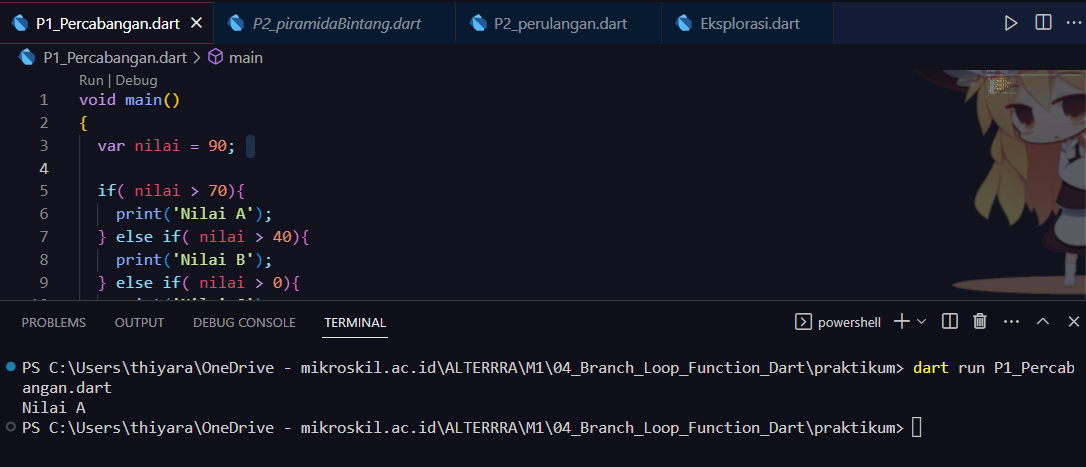 P1_Percabangan.dart P2_piramidaBintang.dart P2_perulangan.dart Eksplorasi.dart
P1_Percabangan.dart > main
Run | Debug
1 void main()
2 {
3 var nilai = 90;
4
5 if( nilai > 70){
6 print('Nilai A');
7 } else if( nilai > 40){
8 print('Nilai B');
9 } else if( nilai > 0){
PROBLEMS OUTPUT DEBUG CONSOLE TERMINAL powershell
PS C:\Users\thiyara\OneDrive - mikroskil.ac.id\ALTERRRA\M1\04_Branch_Loop_Function_Dart\praktikum> dart run P1_Percab
angan.dart
Nilai A
PS C:\Users\thiyara\OneDrive - mikroskil.ac.id\ALTERRRA\M1\04_Branch_Loop_Function_Dart\praktikum>